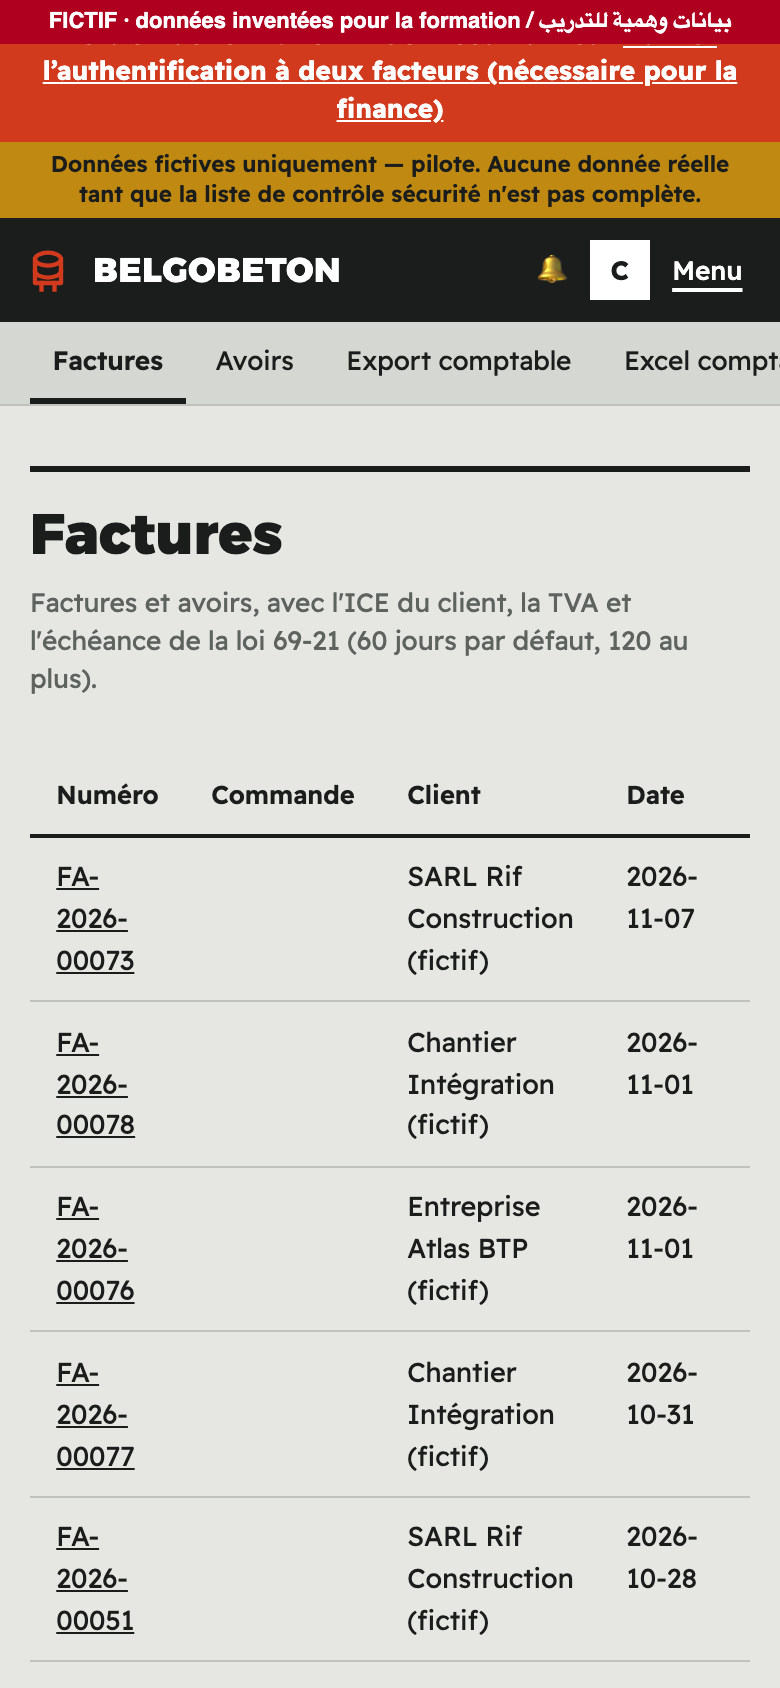 FICTIF · données inventées pour la formation / بيانات وهمية للتدريب
l’authentification à deux facteurs (nécessaire pour la
finance)
Données fictives uniquement — pilote. Aucune donnée réelle
tant que la liste de contrôle sécurité n'est pas complète.
BELGOBETON
C
Menu
Factures
Avoirs
Export comptable
Excel compt
Factures
Factures et avoirs, avec l'ICE du client, la TVA et
l'échéance de la loi 69-21 (60 jours par défaut, 120 au
plus).
Numéro Commande Client Date
FA- SARL Rif 2026-
2026- Construction 11-07
00073 (fictif)
FA- Chantier 2026-
2026- Intégration 11-01
00078 (fictif)
FA- Entreprise 2026-
2026- Atlas BTP 11-01
00076 (fictif)
FA- Chantier 2026-
2026- Intégration 10-31
00077 (fictif)
FA- SARL Rif 2026-
2026- Construction 10-28
00051 (fictif)